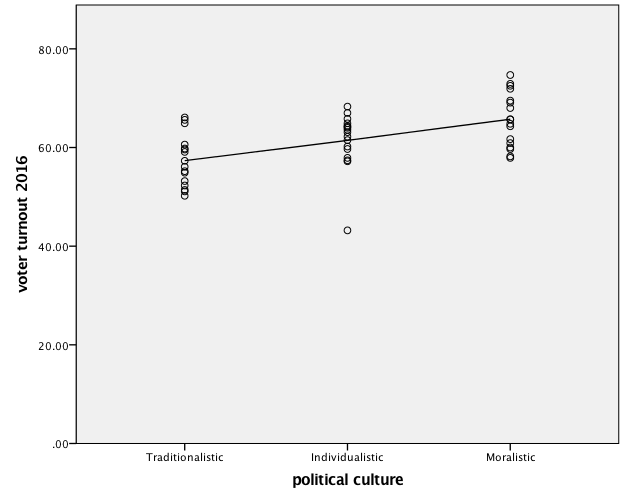 80.00
60.00
40.00
20.00
.00
voter turnout 2016
Traditionalistic
Individualistic
Moralistic
political culture